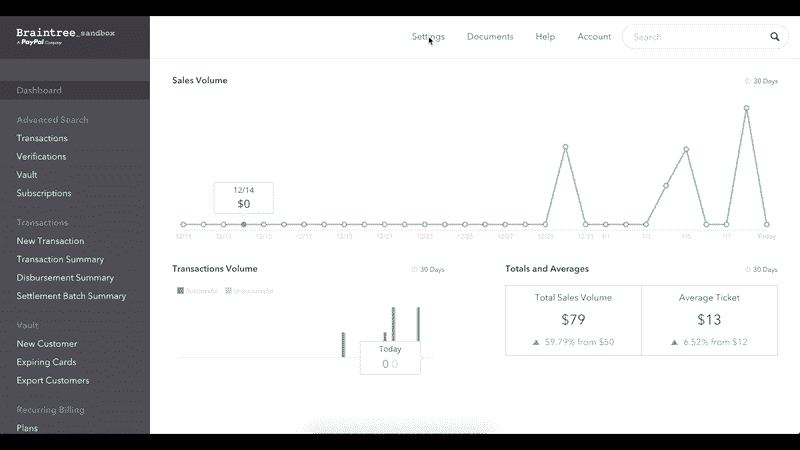 Braintree_sandbox
A PayPal Company
Settings
Documents
Help
Account
Search
Dashboard
Advanced Search
Transactions
Verifications
Vault
Subscriptions
Transactions
New Transaction
Transaction Summary
Disbursement Summary
Settlement Batch Summary
Vault
New Customer
Expiring Cards
Export Customers
Recurring Billing
Plans
Sales Volume
30 Days
12/14
$0
12/11 12/13 12/15 12/17 12/19 12/21 12/23 12/25 12/27 12/29 12/31 1/1 1/3 1/5 1/7 Today
Transactions Volume
30 Days
Successful
Unsuccessful
Today
0 0
Totals and Averages
30 Days
Total Sales Volume
$79
59.79% from $50
Average Ticket
$13
6.52% from $12